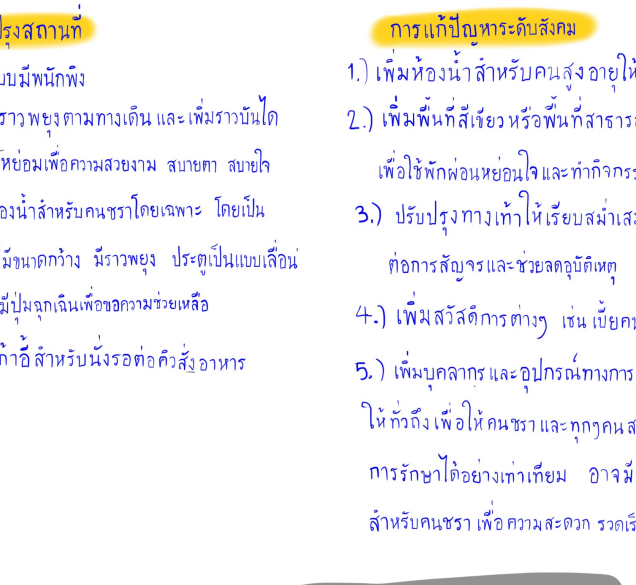 ปรุงสถานที่
บบมีพนักพิง
ราวพยุงตามทางเดิน และเพิ่มราวบันได
หย่อมเพื่อความสวยงาม สบายตา สบายใจ
องน้ำสำหรับคนชราโดยเฉพาะ โดยเป็น
มีขนาดกว้าง มีราวพยุง ประตูเป็นแบบเลื่อน
มีปุ่มฉุกเฉินเพื่อขอความช่วยเหลือ
ก้าอี้สำหรับนั่งรอต่อคิวสั่งอาหาร
การแก้ปัญหาระดับสังคม
1.) เพิ่มห้องน้ำสำหรับคนสูงอายุให้
2.) เพิ่มพื้นที่สีเขียวหรือพื้นที่สาธาร
เพื่อใช้พักผ่อนหย่อนใจและทำกิจกรร
3.) ปรับปรุงทางเท้าให้เรียบสม่ำเสม
ต่อการสัญจรและช่วยลดอุบัติเหตุ
4.) เพิ่มสวัสดิการต่างๆ เช่น เบี้ยคน
5.) เพิ่มบุคลากรและอุปกรณ์ทางการ
ให้ทั่วถึงเพื่อให้คนชราและทุกๆคนส
การรักษาได้อย่างเท่าเทียม อาจมี
สำหรับคนชรา เพื่อความสะดวก รวดเร็